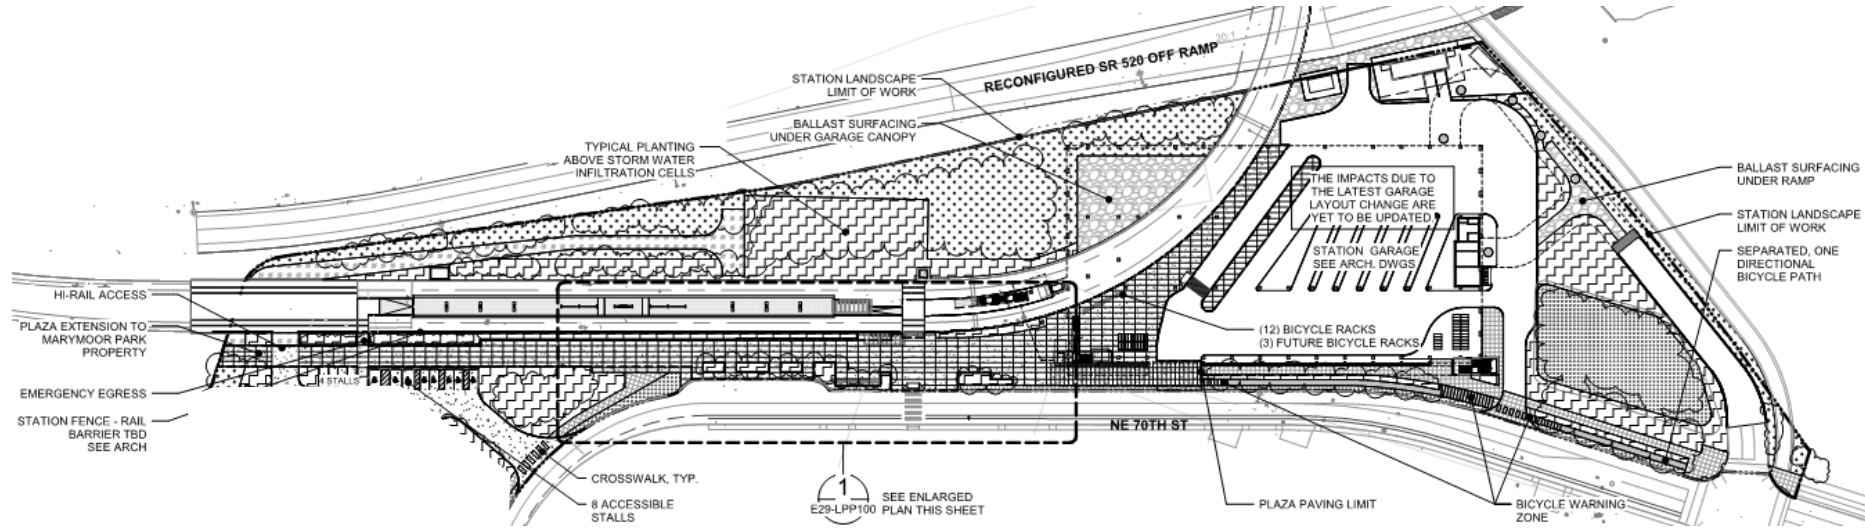 20:1
RECONFIGURED SR 520 OFF RAMP
STATION LANDSCAPE
LIMIT OF WORK
BALLAST SURFACING
UNDER GARAGE CANOPY
TYPICAL PLANTING
ABOVE STORM WATER
INFILTRATION CELLS
THE IMPACTS DUE TO
THE LATEST GARAGE
LAYOUT CHANGE ARE
YET TO BE UPDATED.
STATION GARAGE
SEE ARCH. DWGS
BALLAST SURFACING
UNDER RAMP
STATION LANDSCAPE
LIMIT OF WORK
SEPARATED, ONE
DIRECTIONAL
BICYCLE PATH
HI-RAIL ACCESS
PLAZA EXTENSION TO
MARYMOOR PARK
PROPERTY
EMERGENCY EGRESS
STATION FENCE - RAIL
BARRIER TBD
SEE ARCH
4 STALLS
(12) BICYCLE RACKS
(3) FUTURE BICYCLE RACKS
NE 70TH ST
CROSSWALK, TYP.
8 ACCESSIBLE
STALLS
1
E29-LPP100
SEE ENLARGED
PLAN THIS SHEET
PLAZA PAVING LIMIT
BICYCLE WARNING
ZONE